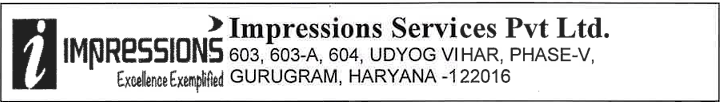 Impressions Services Pvt Ltd.
i IMPRESSIONS
603, 603-A, 604, UDYOG VIHAR, PHASE-V,
Excellence Exemplified
GURUGRAM, HARYANA -122016